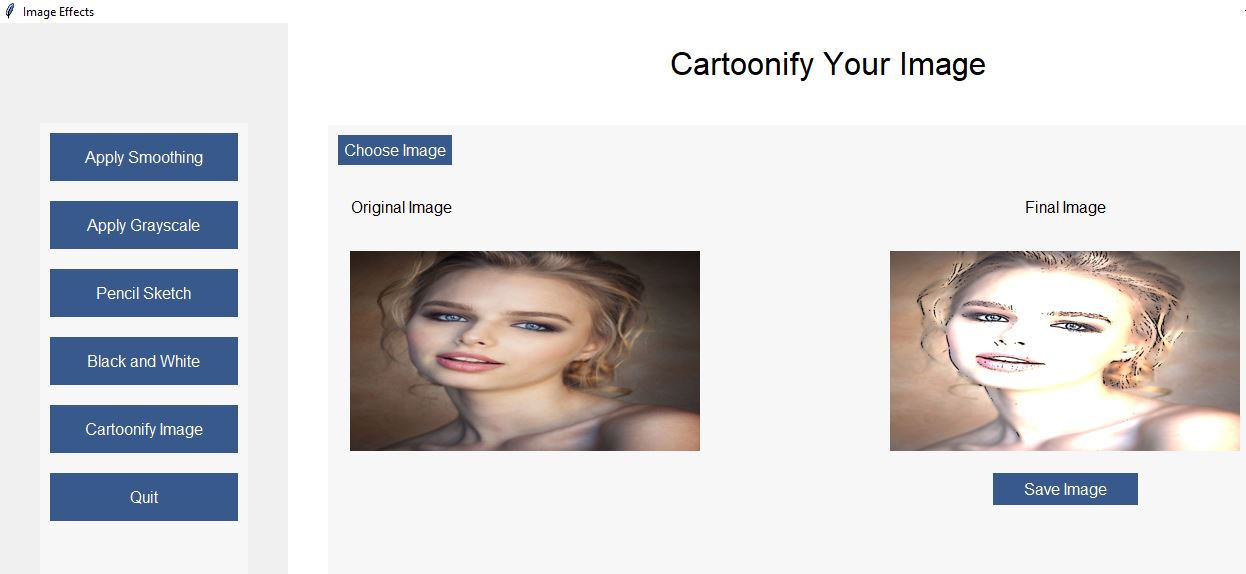 Image Effects
Cartoonify Your Image
Apply Smoothing
Apply Grayscale
Pencil Sketch
Black and White
Cartoonify Image
Quit
Choose Image
Original Image
Final Image
Save Image